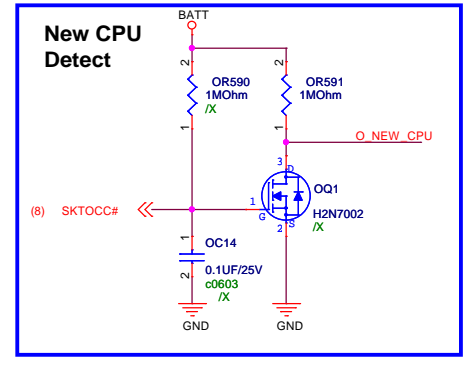 New CPU
Detect
BATT
2
2
OR590
1MOhm
/X
OR591
1MOhm
1
1
O_NEW_CPU
3
D
(8) SKTOCC#
1
G
OQ1
H2N7002
/X
S
2
1
OC14
2
0.1UF/25V
c0603
/X
GND
GND